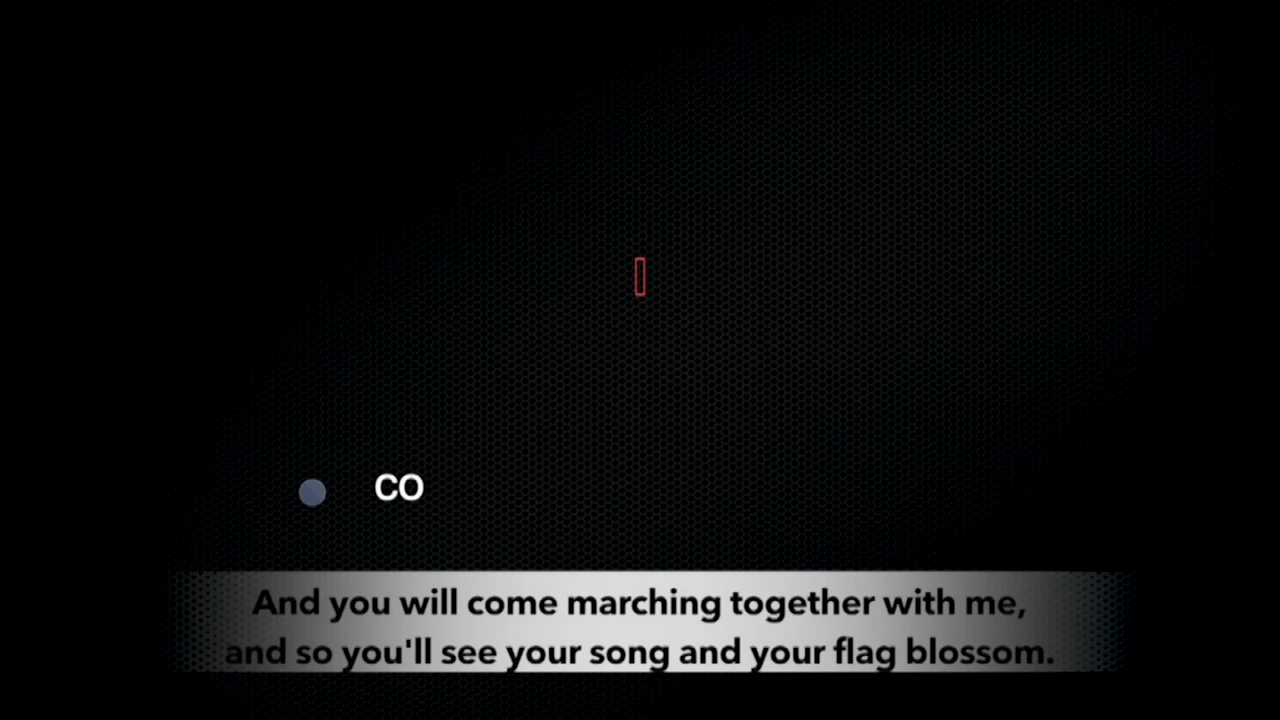 CO
And you will come marching together with me,
and so you'll see your song and your flag blossom.